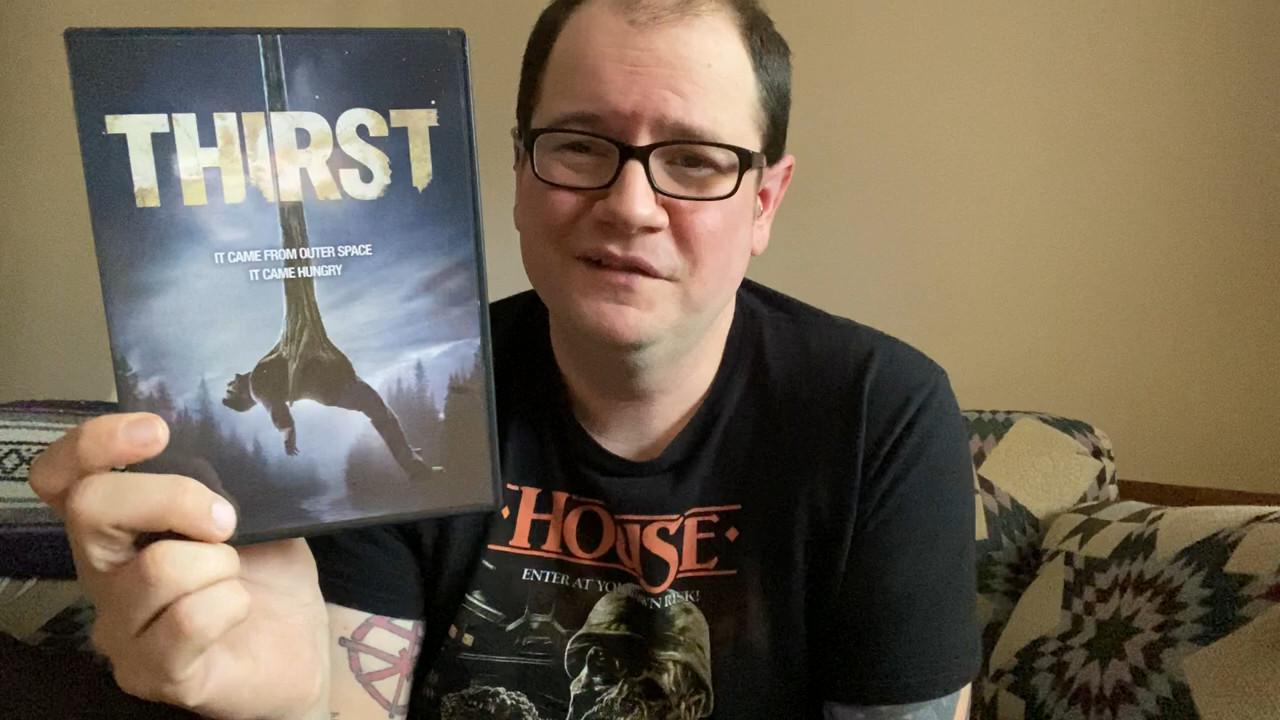 THIRST
IT CAME FROM OUTER SPACE
IT CAME HUNGRY
HOUSE
ENTER AT YOUR OWN RISK!